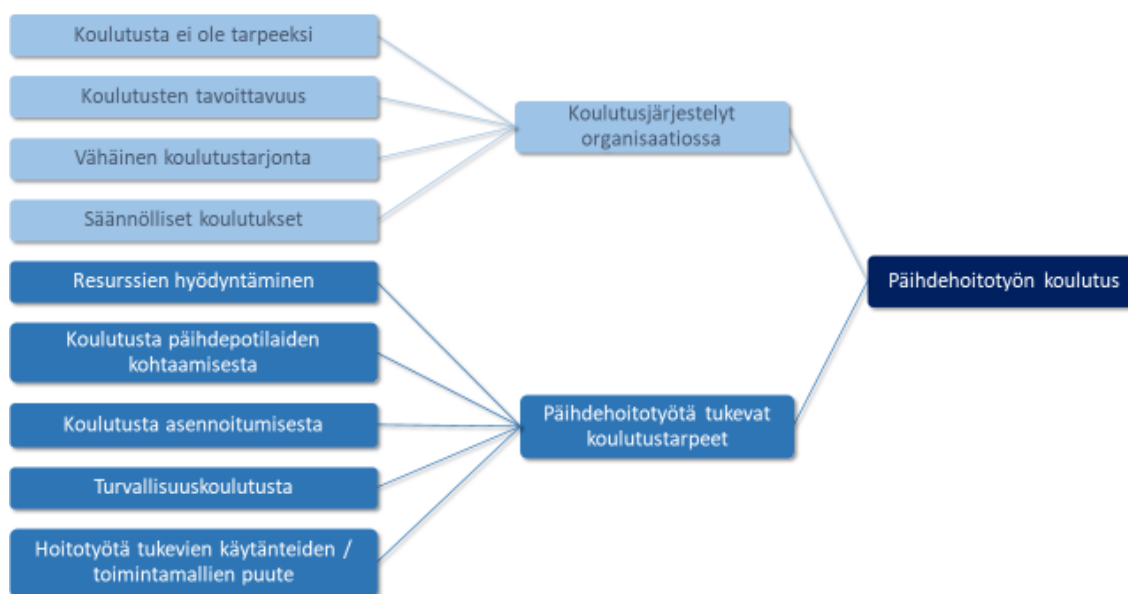 Koulutusta ei ole tarpeeksi
Koulutusten tavoittavuus
Vähäinen koulutustarjonta
Säännölliset koulutukset
Resurssien hyödyntäminen
Koulutusta päihdepotilaiden
kohtaamisesta
Koulutusta asennoitumisesta
Turvallisuuskoulutusta
Hoitotyötä tukevien käytänteiden /
toimintamallien puute
Koulutusjärjestelyt
organisaatiossa
Päihdehoitotyötä tukevat
koulutustarpeet
Päihdehoitotyön koulutus